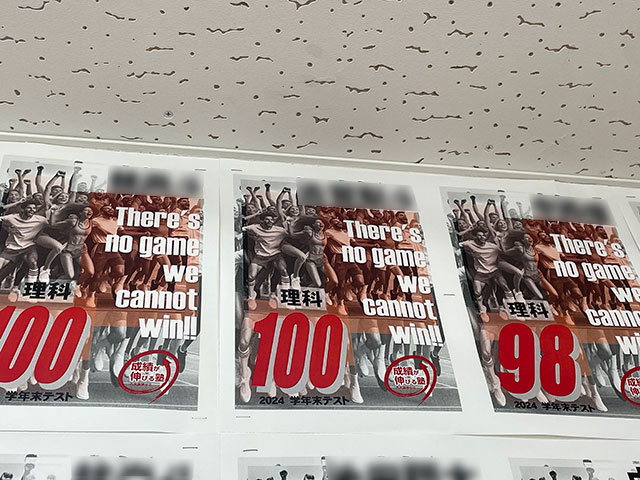 There's
no game
we
cannot
win!!
理科
100
成績が
伸びる塾
学年末テスト
There's
no game
we
cannot
win!!
理科
100
成績が
伸びる塾
2024 学年末テスト
There's
no game
we
cannot
win!!
理科
98
2024 学年末テスト